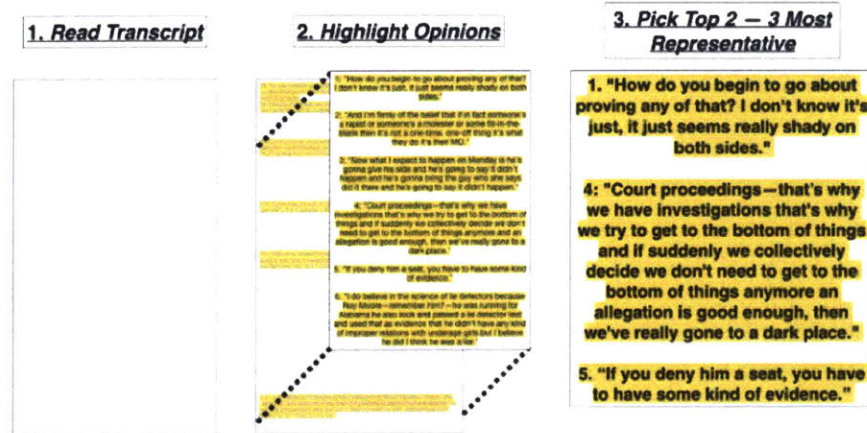 1. Read Transcript
2. Highlight Opinions
3. Pick Top 2 — 3 Most
Representative
1: "How do you begin to go about proving any of that?
I don't know it's just, it just seems really shady on both
sides."
2: "And I'm firmly of the belief that if in fact someone's
a rapist or someone's a molester or some fill-in-the-
blank then it's not a one-time, one-off thing it's what
they do it's their MO."
3: "Now what I expect to happen on Monday is he's
gonna give his side and he's going to say it didn't
happen and he's gonna bring the guy who she says
did it there and he's going to say it didn't happen."
4: "Court proceedings—that's why we have
investigations that's why we try to get to the bottom of
things and if suddenly we collectively decide we don't
need to get to the bottom of things anymore and an
allegation is good enough, then we've really gone to a
dark place."
5. "If you deny him a seat, you have to have some kind
of evidence."
6. "I do believe in the science of lie detectors because
Roy Moore—remember him?—he was running for
Alabama he also took and passed a lie detector test
and used that as evidence that he didn't have any kind
of improper relations with underage girls but I believe
he did I think he was a liar."
1. "How do you begin to go about
proving any of that? I don't know it's
just, it just seems really shady on
both sides."
4: "Court proceedings—that's why
we have investigations that's why
we try to get to the bottom of things
and if suddenly we collectively
decide we don't need to get to the
bottom of things anymore an
allegation is good enough, then
we've really gone to a dark place."
5. "If you deny him a seat, you have
to have some kind of evidence."